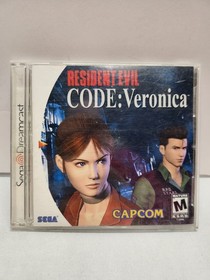 RESIDENT EVIL
CODE: Veronica
Sega Dreamcast
SEGA
CAPCOM
M